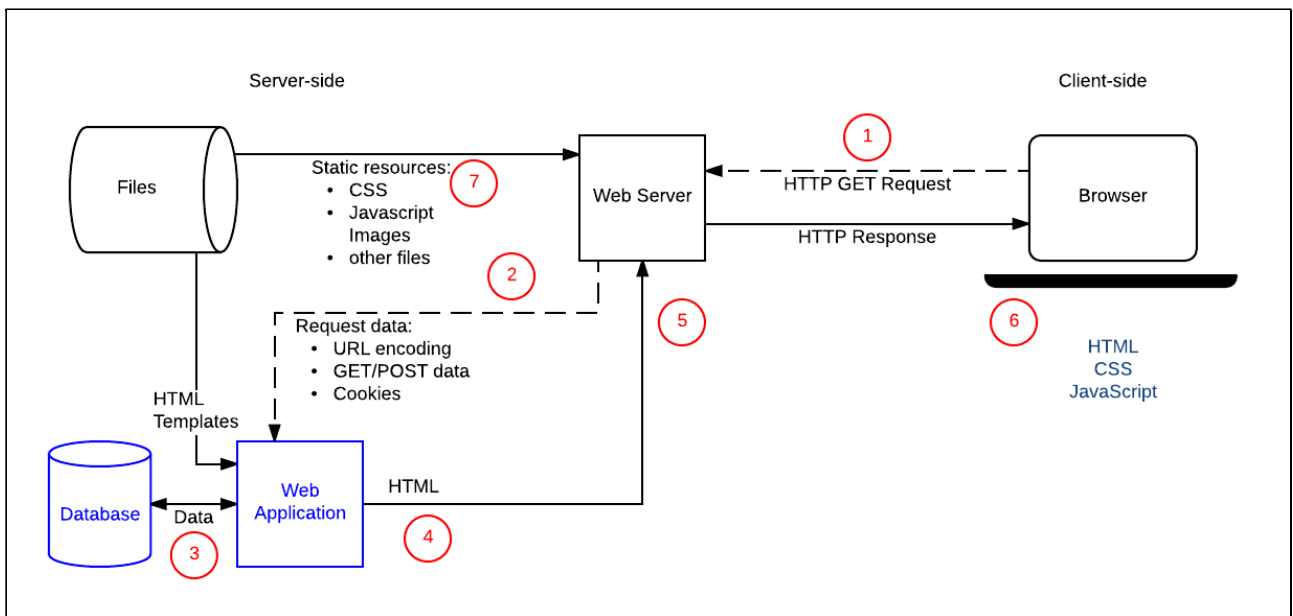 Server-side
Client-side
Files
Static resources:
• CSS
• Javascript
Images
• other files
7
Web Server
1
HTTP GET Request
HTTP Response
Browser
2
Request data:
• URL encoding
• GET/POST data
• Cookies
5
6
HTML
CSS
JavaScript
HTML
Templates
Database
Data
3
Web
Application
HTML
4